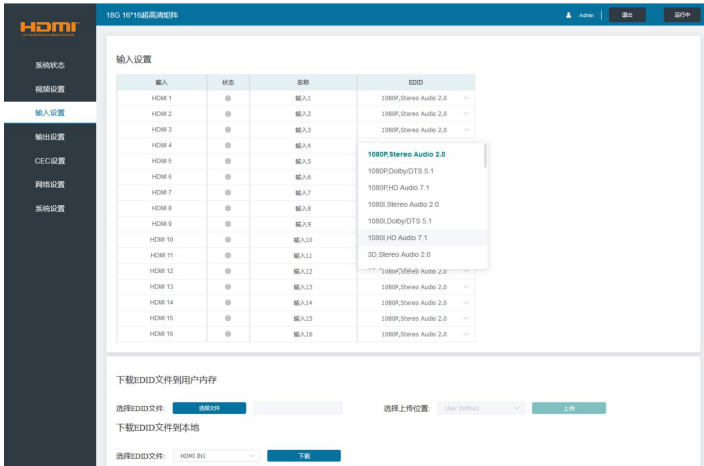 HDMI
18G 16*16超高清矩阵
Admin
退出
运行中
系统状态
视频设置
输入设置
输出设置
CEC设置
网络设置
系统设置
输入设置
输入 状态 名称 EDID
HDMI 1 输入1 1080P,Stereo Audio 2.0
HDMI 2 输入2 1080P,Stereo Audio 2.0
HDMI 3 输入3 1080P,Stereo Audio 2.0
HDMI 4 输入4
HDMI 5 输入5
HDMI 6 输入6
HDMI 7 输入7
HDMI 8 输入8
HDMI 9 输入9
HDMI 10 输入10
HDMI 11 输入11
HDMI 12 输入12 1080P,Stereo Audio 2.0
HDMI 13 输入13 1080P,Stereo Audio 2.0
HDMI 14 输入14 1080P,Stereo Audio 2.0
HDMI 15 输入15 1080P,Stereo Audio 2.0
HDMI 16 输入16 1080P,Stereo Audio 2.0
1080P,Stereo Audio 2.0
1080P,Dolby/DTS 5.1
1080P,HD Audio 7.1
1080I,Stereo Audio 2.0
1080I,Dolby/DTS 5.1
1080I,HD Audio 7.1
3D,Stereo Audio 2.0
下载EDID文件到用户内存
选择EDID文件: 选择文件 选择上传位置: User Define1 上传
下载EDID文件到本地
选择EDID文件: HDMI IN1 下载